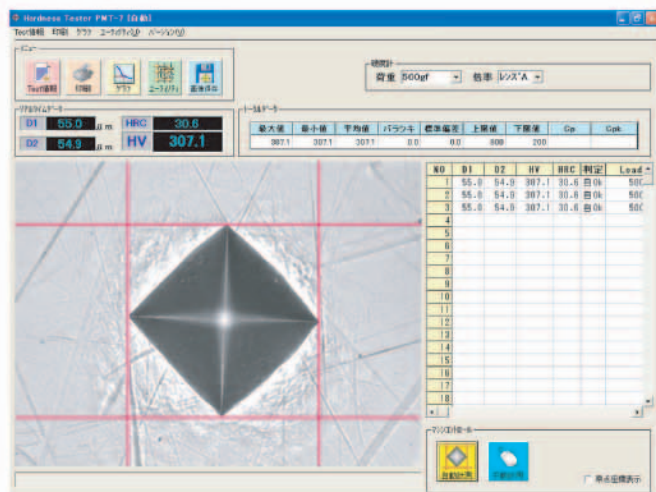 Hardness Tester PMT-7 [自動]
Test情報 印刷 グラフ ユーティリティ(U) バージョン(V)
メニュー
Test情報 印刷 グラフ ユーティリティ 画像保存
硬度計
荷重 500gf 倍率 レンズA
リアルタイムデータ
D1 55.0 μm HRC 30.6
D2 54.9 μm HV 307.1
トータルデータ
最大値 最小値 平均値 バラツキ 標準偏差 上限値 下限値 Cp Cpk
307.1 307.1 307.1 0.0 0.0 800 200
NO D1 D2 HV HRC 判定 Load
1 55.0 54.9 307.1 30.6 自Ok 500
2 55.0 54.9 307.1 30.6 自Ok 500
3 55.0 54.9 307.1 30.6 自Ok 500
4
5
6
7
8
9
10
11
12
13
14
15
16
17
18
マシンコントロール
自動計測
原点座標表示